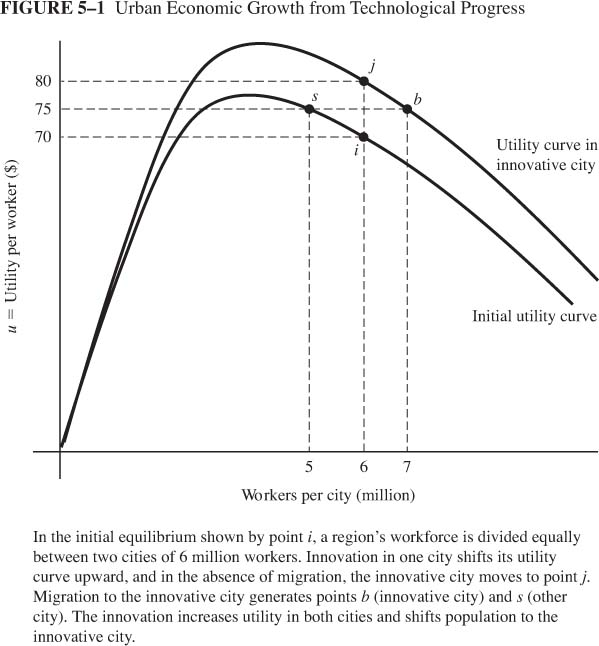 FIGURE 5–1 Urban Economic Growth from Technological Progress
80
75
70
j
s
b
i
Utility curve in
innovative city
Initial utility curve
u = Utility per worker ($)
5 6 7
Workers per city (million)
In the initial equilibrium shown by point i, a region's workforce is divided equally
between two cities of 6 million workers. Innovation in one city shifts its utility
curve upward, and in the absence of migration, the innovative city moves to point j.
Migration to the innovative city generates points b (innovative city) and s (other
city). The innovation increases utility in both cities and shifts population to the
innovative city.